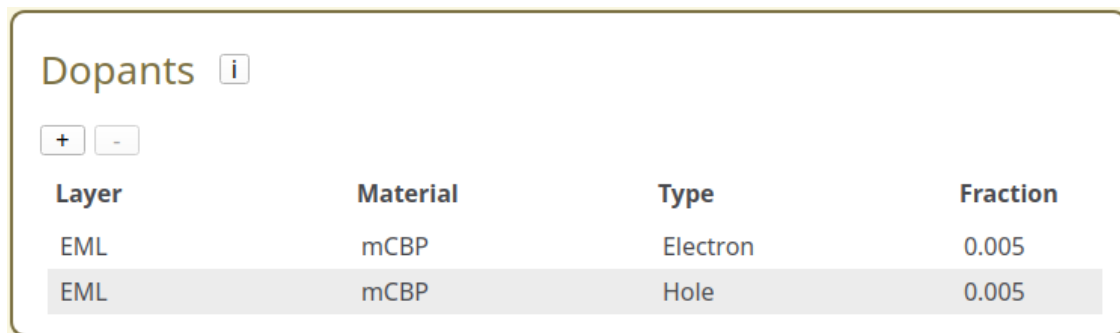 Dopants i
+ -
Layer Material Type Fraction
EML mCBP Electron 0.005
EML mCBP Hole 0.005